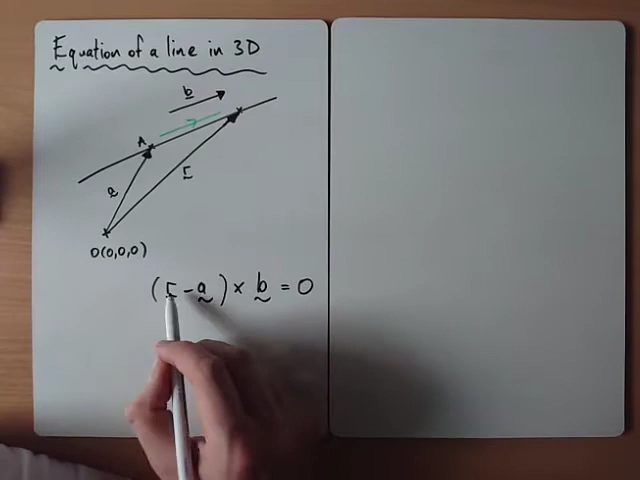 Equation of a line in 3D
b
A
a
r
O(0,0,0)
(r-a)×b=0